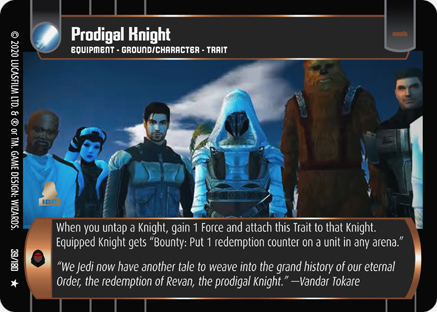 Prodigal Knight
EQUIPMENT - GROUND/CHARACTER - TRAIT
When you untap a Knight, gain 1 Force and attach this Trait to that Knight.
Equipped Knight gets “Bounty: Put 1 redemption counter on a unit in any arena.”
“We Jedi now have another tale to weave into the grand history of our eternal
Order, the redemption of Revan, the prodigal Knight.” —Vandar Tokare
© 2020 LUCASFILM LTD. & ® or TM. GAME DESIGN: WIZARDS.